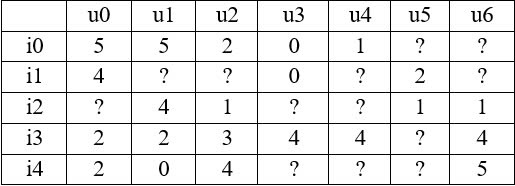 u0 u1 u2 u3 u4 u5 u6
i0 5 5 2 0 1 ? ?
i1 4 ? ? 0 ? 2 ?
i2 ? 4 1 ? ? 1 1
i3 2 2 3 4 4 ? 4
i4 2 0 4 ? ? ? 5